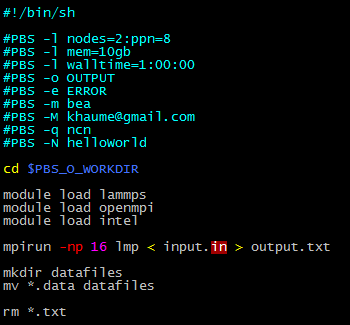 #!/bin/sh
#PBS -l nodes=2:ppn=8
#PBS -l mem=10gb
#PBS -l walltime=1:00:00
#PBS -o OUTPUT
#PBS -e ERROR
#PBS -m bea
#PBS -M khaume@gmail.com
#PBS -q ncn
#PBS -N helloWorld
cd $PBS_O_WORKDIR
module load lammps
module load openmpi
module load intel
mpirun -np 16 lmp < input.in > output.txt
mkdir datafiles
mv *.data datafiles
rm *.txt